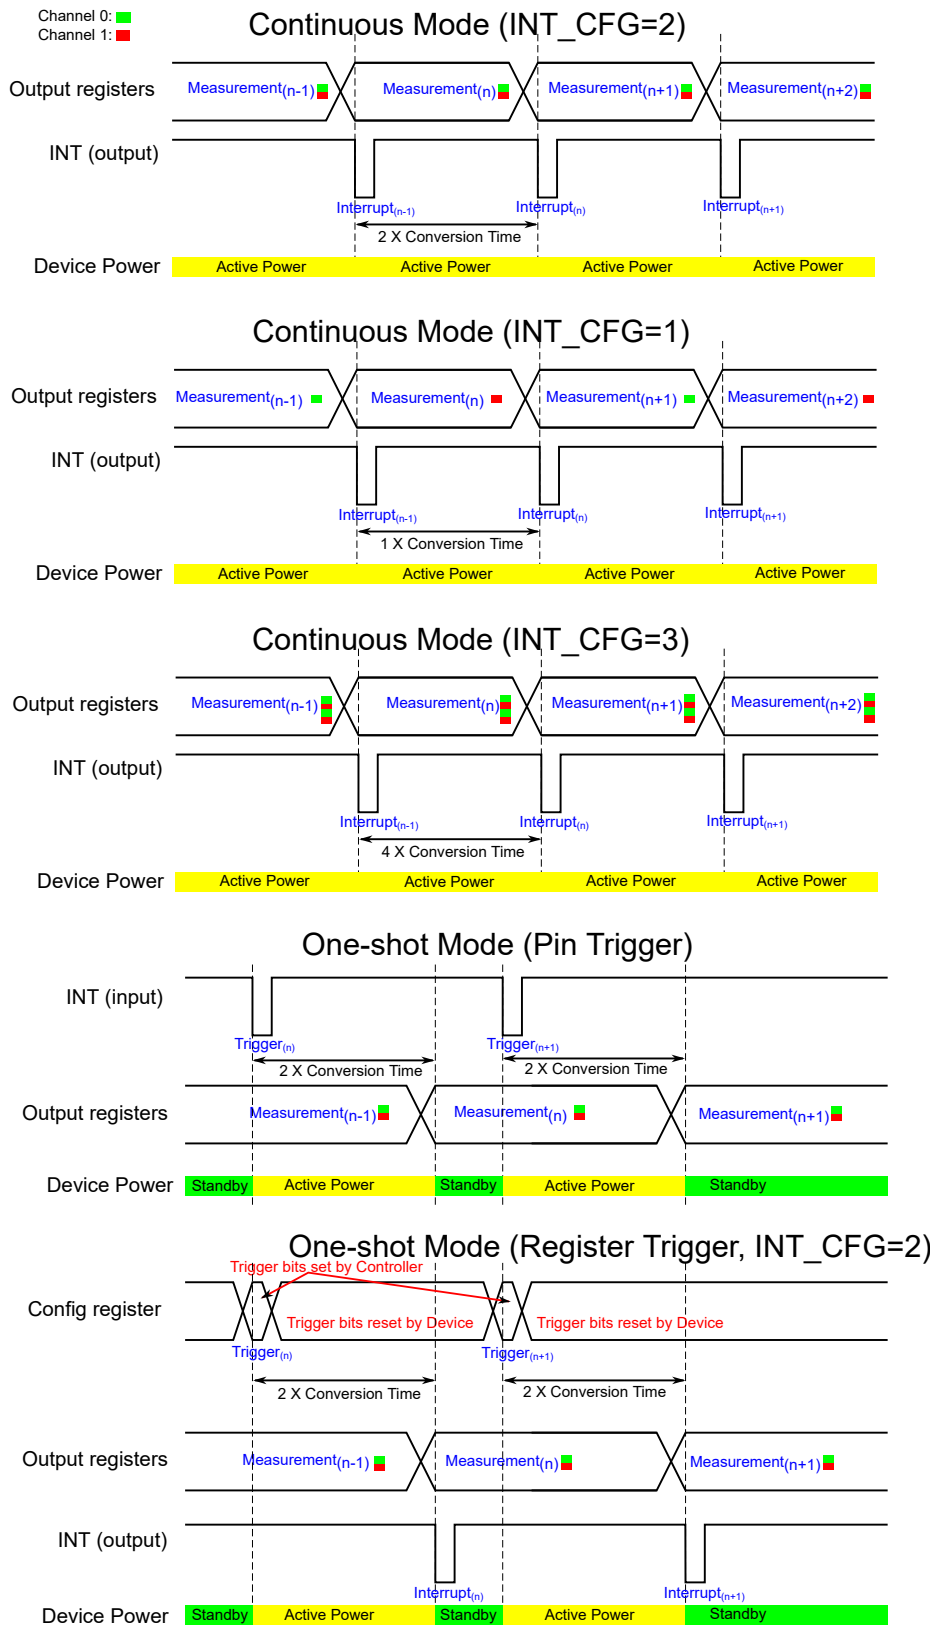 Channel 0:
Channel 1:
Continuous Mode (INT_CFG=2)
Output registers Measurement(n-1) Measurement(n) Measurement(n+1) Measurement(n+2)
INT (output)
Interrupt(n-1) Interrupt(n) Interrupt(n+1)
2 X Conversion Time
Device Power Active Power Active Power Active Power Active Power
Continuous Mode (INT_CFG=1)
Output registers Measurement(n-1) Measurement(n) Measurement(n+1) Measurement(n+2)
INT (output)
Interrupt(n-1) Interrupt(n) Interrupt(n+1)
1 X Conversion Time
Device Power Active Power Active Power Active Power Active Power
Continuous Mode (INT_CFG=3)
Output registers Measurement(n-1) Measurement(n) Measurement(n+1) Measurement(n+2)
INT (output)
Interrupt(n-1) Interrupt(n) Interrupt(n+1)
4 X Conversion Time
Device Power Active Power Active Power Active Power Active Power
One-shot Mode (Pin Trigger)
INT (input)
Trigger(n) Trigger(n+1)
2 X Conversion Time 2 X Conversion Time
Output registers Measurement(n-1) Measurement(n) Measurement(n+1)
Device Power Standby Active Power Standby Active Power Standby
One-shot Mode (Register Trigger, INT_CFG=2)
Trigger bits set by Controller
Config register
Trigger bits reset by Device Trigger bits reset by Device
Trigger(n) Trigger(n+1)
2 X Conversion Time 2 X Conversion Time
Output registers Measurement(n-1) Measurement(n) Measurement(n+1)
INT (output)
Interrupt(n) Interrupt(n+1)
Device Power Standby Active Power Standby Active Power Standby